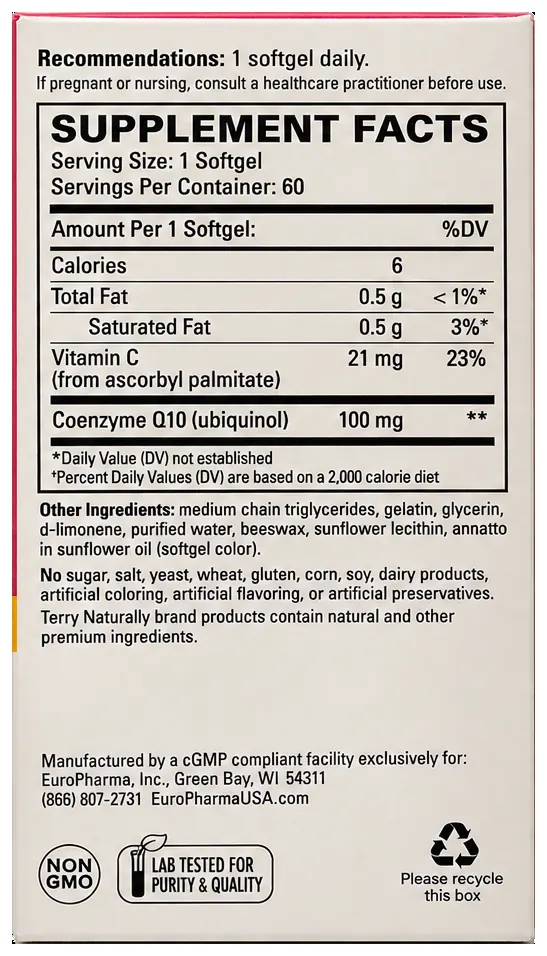 Recommendations: 1 softgel daily.
If pregnant or nursing, consult a healthcare practitioner before use.
SUPPLEMENT FACTS
Serving Size: 1 Softgel
Servings Per Container: 60
Amount Per 1 Softgel: %DV
Calories 6
Total Fat 0.5 g < 1%*
Saturated Fat 0.5 g 3%*
Vitamin C 21 mg 23%
(from ascorbyl palmitate)
Coenzyme Q10 (ubiquinol) 100 mg **
*Daily Value (DV) not established
†Percent Daily Values (DV) are based on a 2,000 calorie diet
Other Ingredients: medium chain triglycerides, gelatin, glycerin,
d-limonene, purified water, beeswax, sunflower lecithin, annatto
in sunflower oil (softgel color).
No sugar, salt, yeast, wheat, gluten, corn, soy, dairy products,
artificial coloring, artificial flavoring, or artificial preservatives.
Terry Naturally brand products contain natural and other
premium ingredients.
Manufactured by a cGMP compliant facility exclusively for:
EuroPharma, Inc., Green Bay, WI 54311
(866) 807-2731 EuroPharmaUSA.com
NON
GMO
LAB TESTED FOR
PURITY & QUALITY
Please recycle
this box